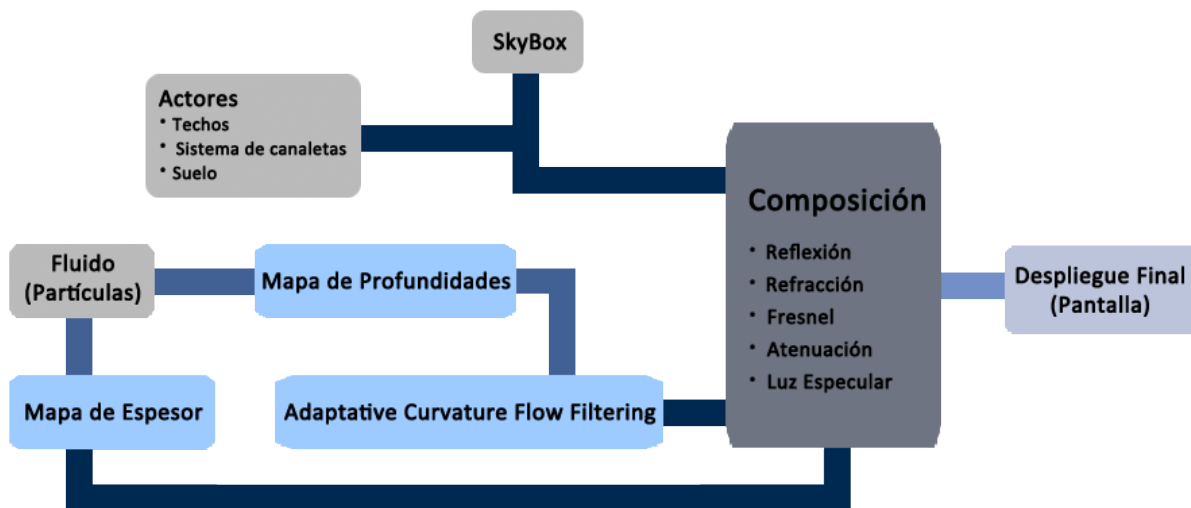 SkyBox
Actores
· Techos
· Sistema de canaletas
· Suelo
Composición
· Reflexión
· Refracción
· Fresnel
· Atenuación
· Luz Especular
Fluido
(Partículas)
Mapa de Profundidades
Despliegue Final
(Pantalla)
Mapa de Espesor
Adaptative Curvature Flow Filtering